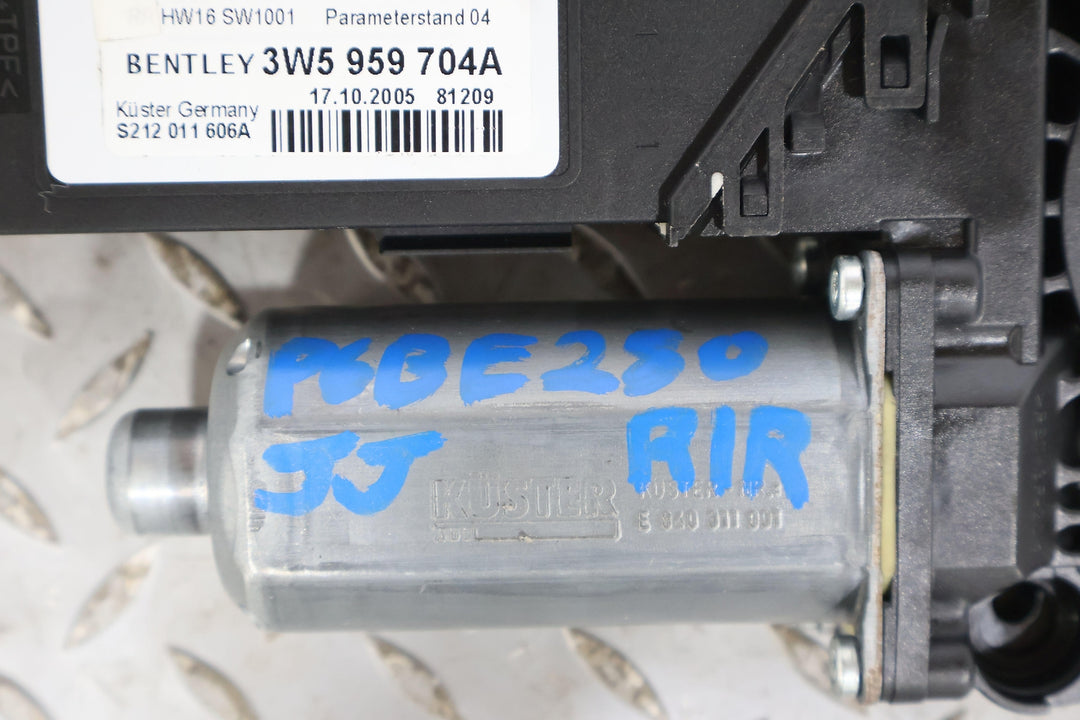 HW16 SW1001 Parameterstand 04
BENTLEY 3W5 959 704A
17.10.2005 81209
Küster Germany
S212 011 606A
P6BE230
JJ RIR
KÜSTER